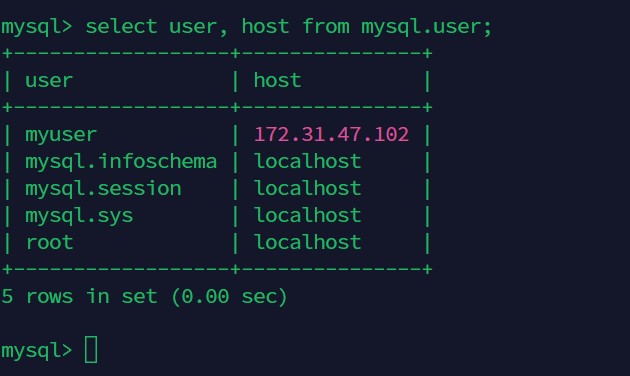 mysql> select user, host from mysql.user;
+------------------+---------------+
| user             | host          |
+------------------+---------------+
| myuser           | 172.31.47.102 |
| mysql.infoschema | localhost     |
| mysql.session    | localhost     |
| mysql.sys        | localhost     |
| root             | localhost     |
+------------------+---------------+
5 rows in set (0.00 sec)
mysql>